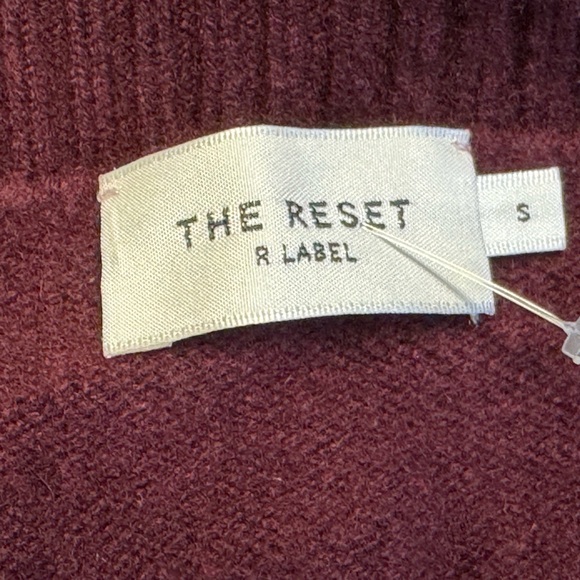 THE RESET
R LABEL
S